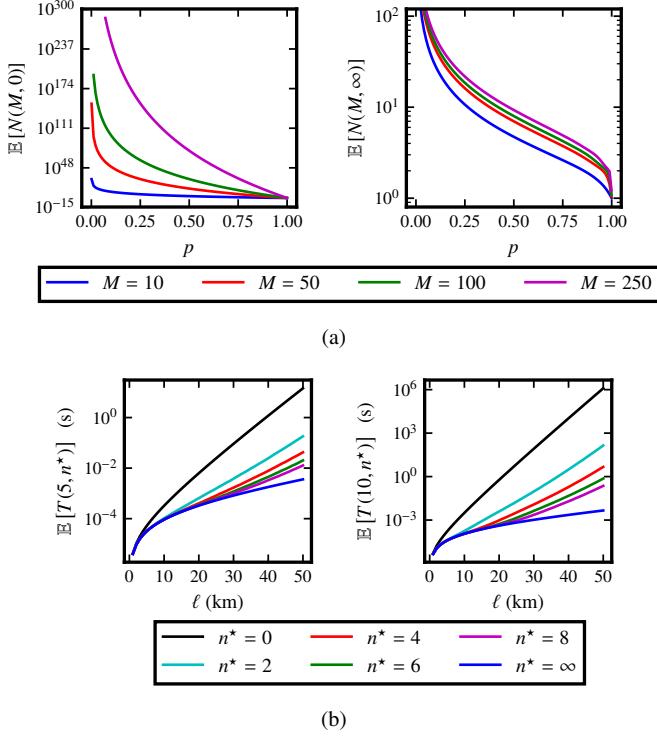 10^300
10^237
10^174
10^111
10^48
10^−15
𝔼 [N(M, 0)]
0.00 0.25 0.50 0.75 1.00
p
10^2
10^1
10^0
𝔼 [N(M, ∞)]
0.00 0.25 0.50 0.75 1.00
p
M = 10 M = 50 M = 100 M = 250
(a)
10^0
10^−2
10^−4
𝔼 [T(5, n⋆)] (s)
0 10 20 30 40 50
ℓ (km)
10^6
10^3
10^0
10^−3
𝔼 [T(10, n⋆)] (s)
0 10 20 30 40 50
ℓ (km)
n⋆ = 0 n⋆ = 4 n⋆ = 8
n⋆ = 2 n⋆ = 6 n⋆ = ∞
(b)